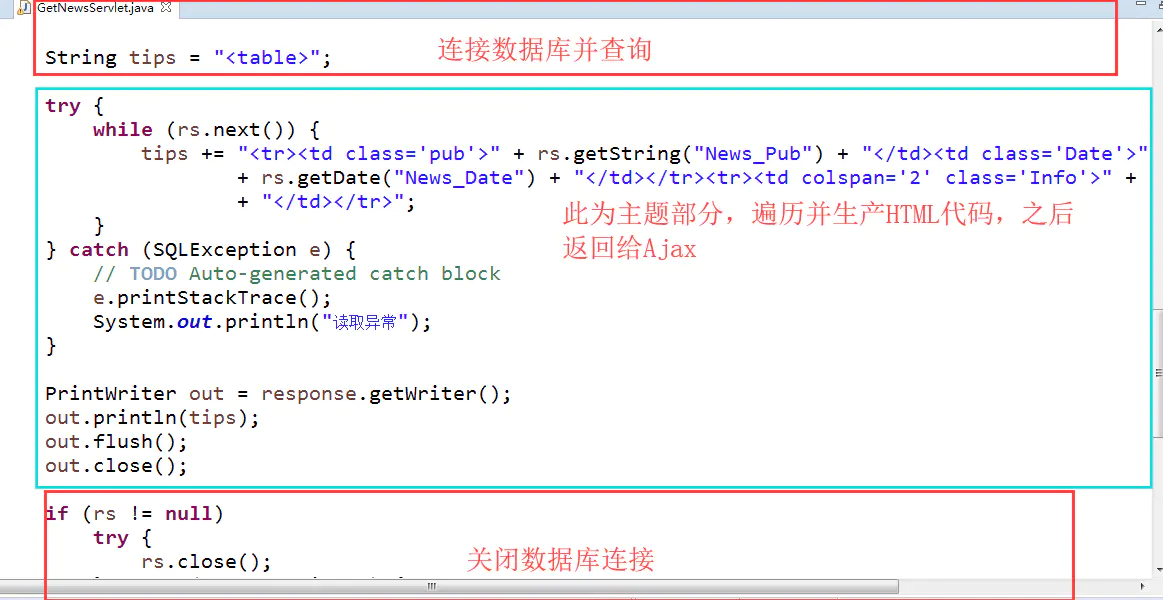 GetNewsServlet.java
连接数据库并查询
String tips = "<table>";
try {
while (rs.next()) {
tips += "<tr><td class='pub'>" + rs.getString("News_Pub") + "</td><td class='Date'>"
+ rs.getDate("News_Date") + "</td></tr><tr><td colspan='2' class='Info'>" +
+ "</td></tr>";
}
此为主题部分，遍历并生产HTML代码，之后
返回给Ajax
} catch (SQLException e) {
// TODO Auto-generated catch block
e.printStackTrace();
System.out.println("读取异常");
}
PrintWriter out = response.getWriter();
out.println(tips);
out.flush();
out.close();
if (rs != null)
try {
rs.close();
关闭数据库连接